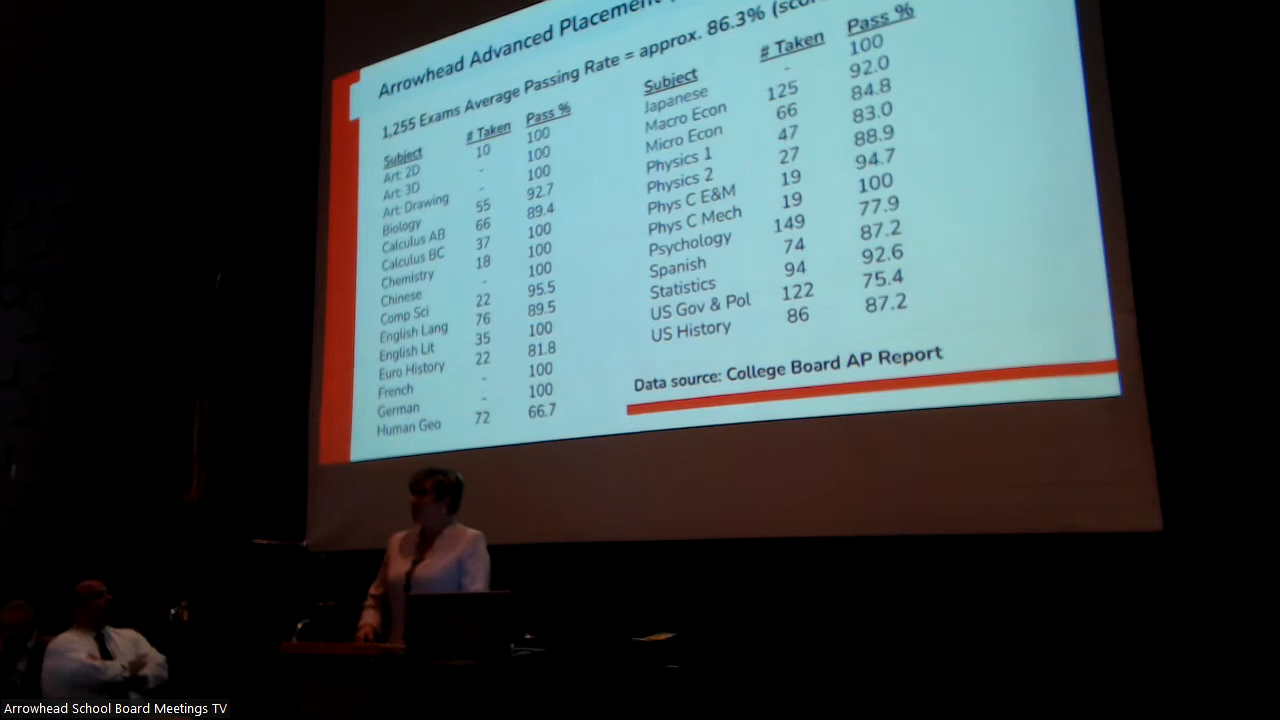 Arrowhead Advanced Placement
1,255 Exams Average Passing Rate = approx. 86.3%
Subject # Taken Pass %
Art: 2D 10 100
Art: 3D - 100
Art: Drawing - 100
Biology 55 92.7
Calculus AB 66 89.4
Calculus BC 37 100
Chemistry 18 100
Chinese - 100
Comp Sci 22 95.5
English Lang 76 89.5
English Lit 35 100
Euro History 22 81.8
French - 100
German - 100
Human Geo 72 66.7
Subject # Taken Pass %
Japanese - 100
Macro Econ 125 92.0
Micro Econ 66 84.8
Physics 1 47 83.0
Physics 2 27 88.9
Phys C E&M 19 94.7
Phys C Mech 19 100
Psychology 149 77.9
Spanish 74 87.2
Statistics 94 92.6
US Gov & Pol 122 75.4
US History 86 87.2
Data source: College Board AP Report
Arrowhead School Board Meetings TV